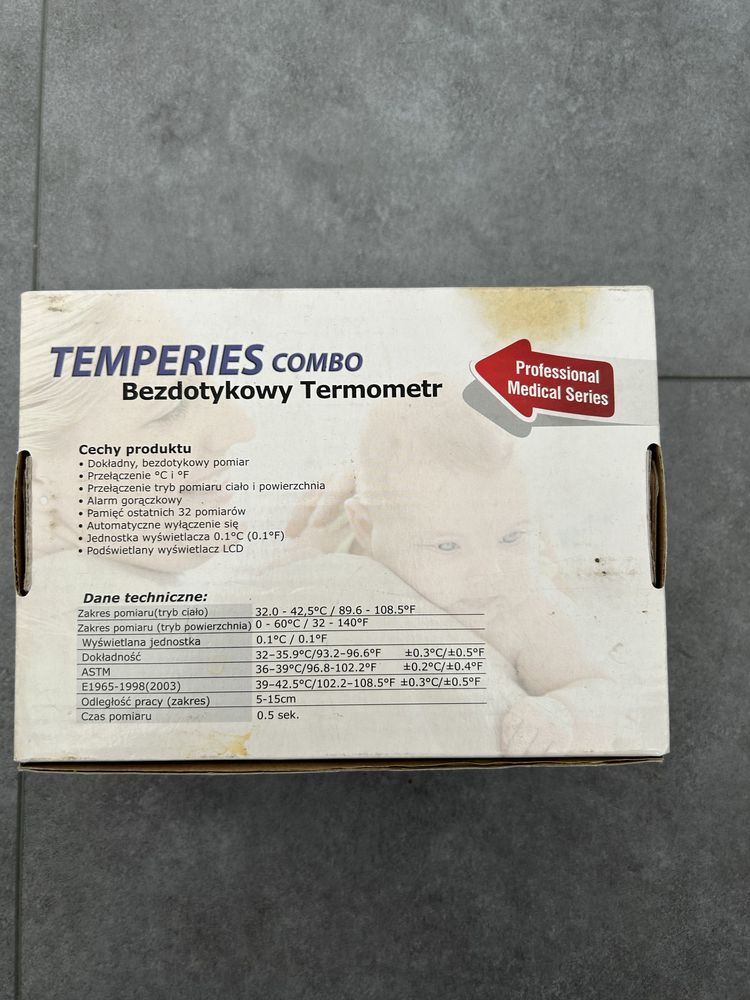 TEMPERIES COMBO
Bezdotykowy Termometr
Professional
Medical Series
Cechy produktu
• Dokładny, bezdotykowy pomiar
• Przełączenie °C i °F
• Przełączenie tryb pomiaru ciało i powierzchnia
• Alarm gorączkowy
• Pamięć ostatnich 32 pomiarów
• Automatyczne wyłączenie się
• Jednostka wyświetlacza 0.1°C (0.1°F)
• Podświetlany wyświetlacz LCD
Dane techniczne:
Zakres pomiaru(tryb ciało) 32.0 - 42,5°C / 89.6 - 108.5°F
Zakres pomiaru (tryb powierzchnia) 0 - 60°C / 32 - 140°F
Wyświetlana jednostka 0.1°C / 0.1°F
Dokładność 32–35.9°C/93.2–96.6°F ±0.3°C/±0.5°F
ASTM 36–39°C/96.8-102.2°F ±0.2°C/±0.4°F
E1965-1998(2003) 39–42.5°C/102.2–108.5°F ±0.3°C/±0.5°F
Odległość pracy (zakres) 5-15cm
Czas pomiaru 0.5 sek.